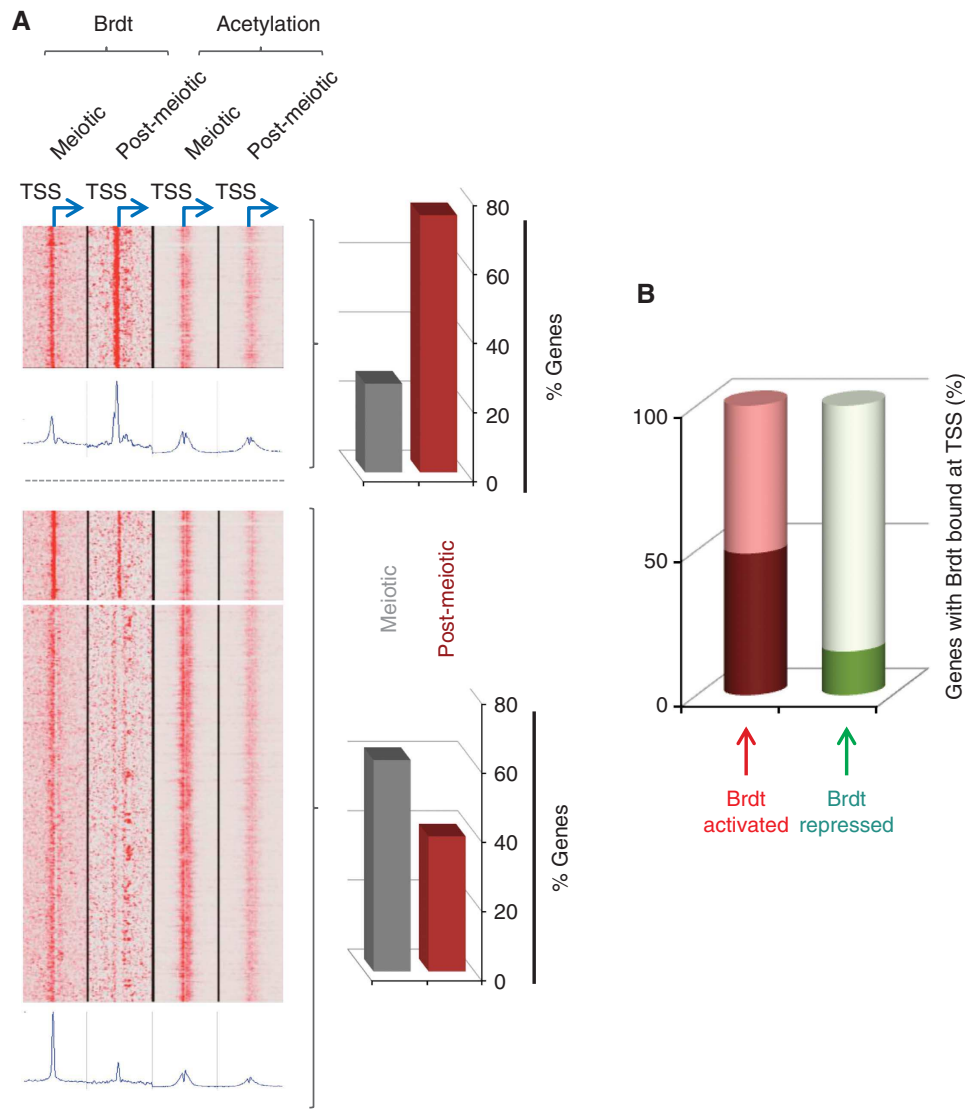 A
Brdt
Acetylation
Meiotic
Post-meiotic
Meiotic
Post-meiotic
TSS
TSS
TSS
TSS
80
60
40
20
0
% Genes
Meiotic
Post-meiotic
80
60
40
20
0
% Genes
B
100
50
0
Genes with Brdt bound at TSS (%)
Brdt
activated
Brdt
repressed